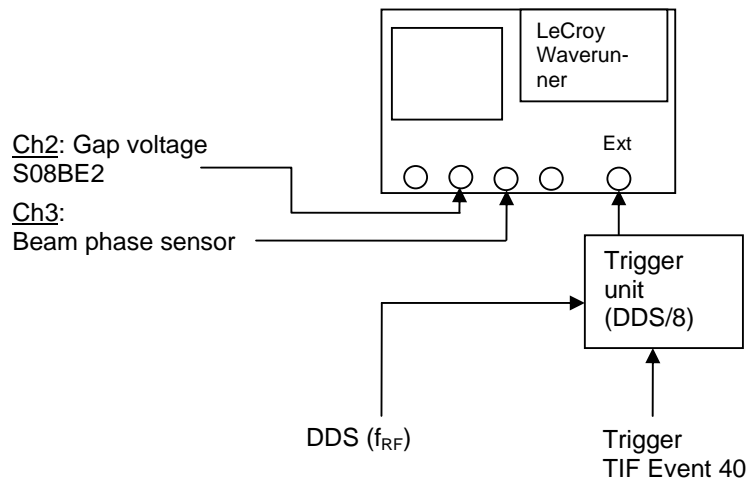 LeCroy
Waverun-
ner
Ext
Ch2: Gap voltage
S08BE2
Ch3:
Beam phase sensor
Trigger
unit
(DDS/8)
DDS (fRF)
Trigger
TIF Event 40